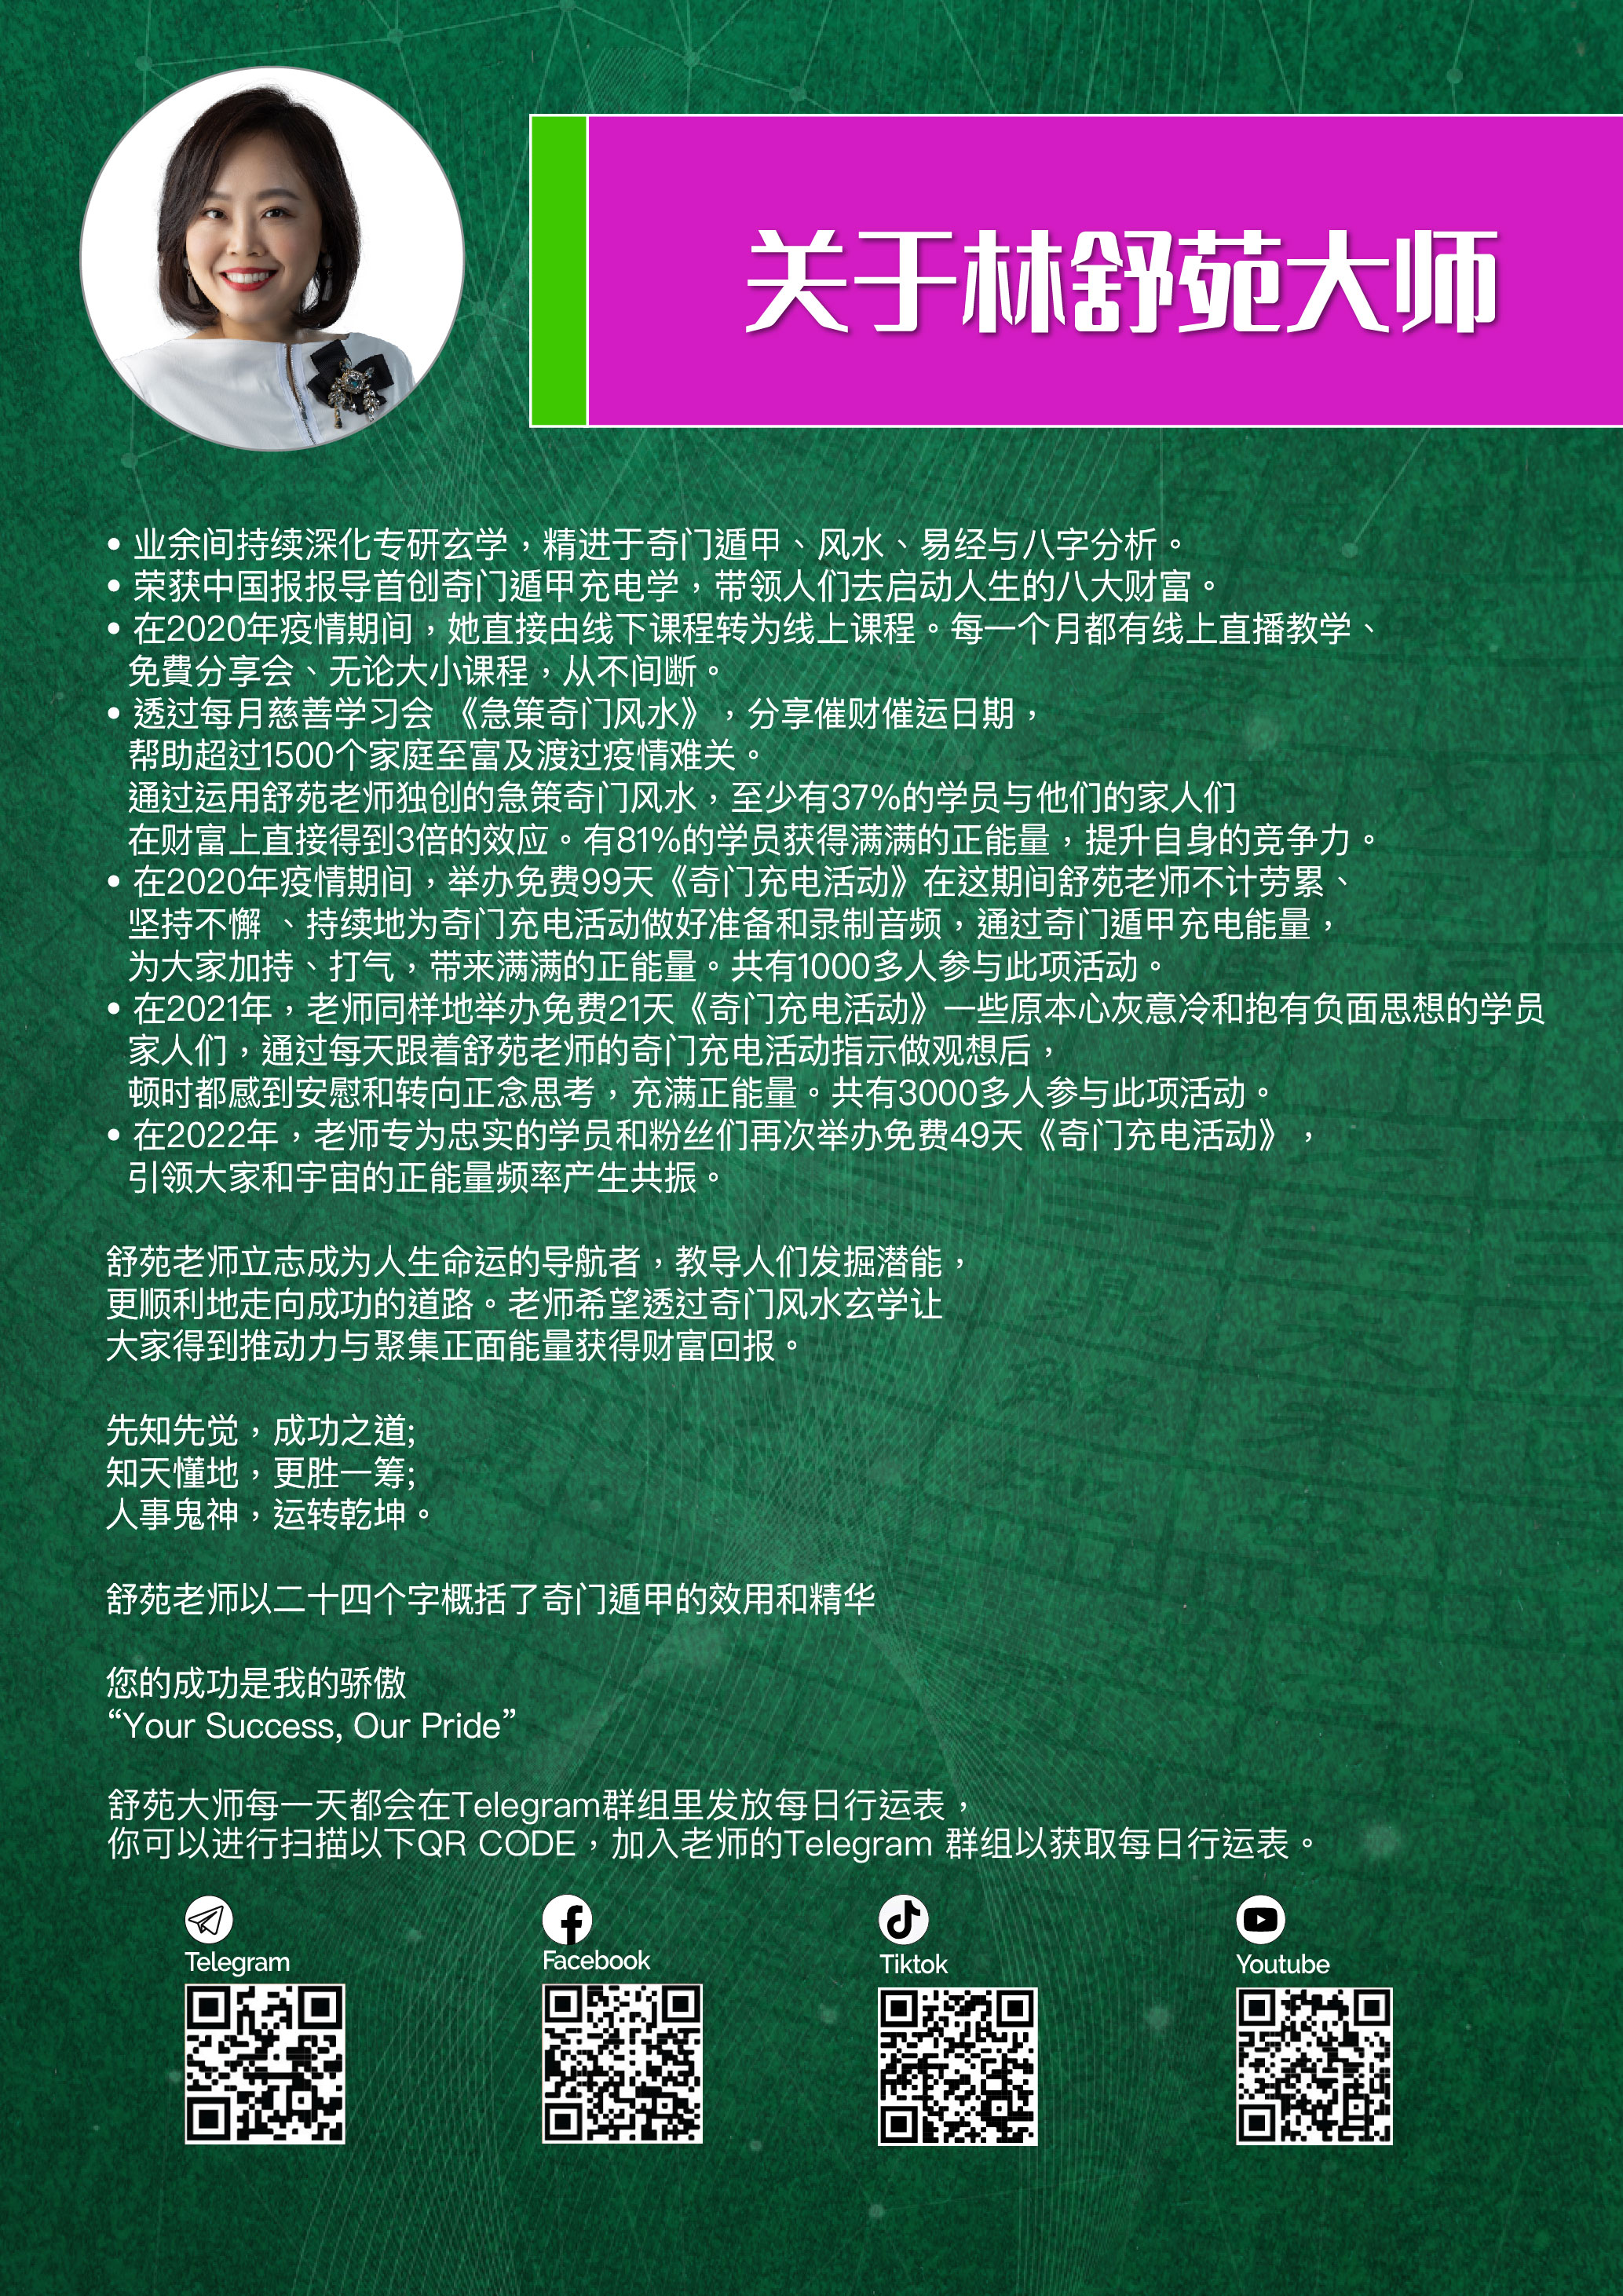 关于林舒苑大师
• 业余间持续深化专研玄学，精进于奇门遁甲、风水、易经与八字分析。
• 荣获中国报报导首创奇门遁甲充电学，带领人们去启动人生的八大财富。
• 在2020年疫情期间，她直接由线下课程转为线上课程。每一个月都有线上直播教学、
免費分享会、无论大小课程，从不间断。
• 透过每月慈善学习会 《急策奇门风水》，分享催财催运日期，
帮助超过1500个家庭至富及渡过疫情难关。
通过运用舒苑老师独创的急策奇门风水，至少有37%的学员与他们的家人们
在财富上直接得到3倍的效应。有81%的学员获得满满的正能量，提升自身的竞争力。
• 在2020年疫情期间，举办免费99天《奇门充电活动》在这期间舒苑老师不计劳累、
坚持不懈 、持续地为奇门充电活动做好准备和录制音频，通过奇门遁甲充电能量，
为大家加持、打气，带来满满的正能量。共有1000多人参与此项活动。
• 在2021年，老师同样地举办免费21天《奇门充电活动》一些原本心灰意冷和抱有负面思想的学员
家人们，通过每天跟着舒苑老师的奇门充电活动指示做观想后，
顿时都感到安慰和转向正念思考，充满正能量。共有3000多人参与此项活动。
• 在2022年，老师专为忠实的学员和粉丝们再次举办免费49天《奇门充电活动》，
引领大家和宇宙的正能量频率产生共振。
舒苑老师立志成为人生命运的导航者，教导人们发掘潜能，
更顺利地走向成功的道路。老师希望透过奇门风水玄学让
大家得到推动力与聚集正面能量获得财富回报。
先知先觉，成功之道;
知天懂地，更胜一筹;
人事鬼神，运转乾坤。
舒苑老师以二十四个字概括了奇门遁甲的效用和精华
您的成功是我的骄傲
“Your Success, Our Pride”
舒苑大师每一天都会在Telegram群组里发放每日行运表，
你可以进行扫描以下QR CODE，加入老师的Telegram 群组以获取每日行运表。
Telegram
Facebook
Tiktok
Youtube